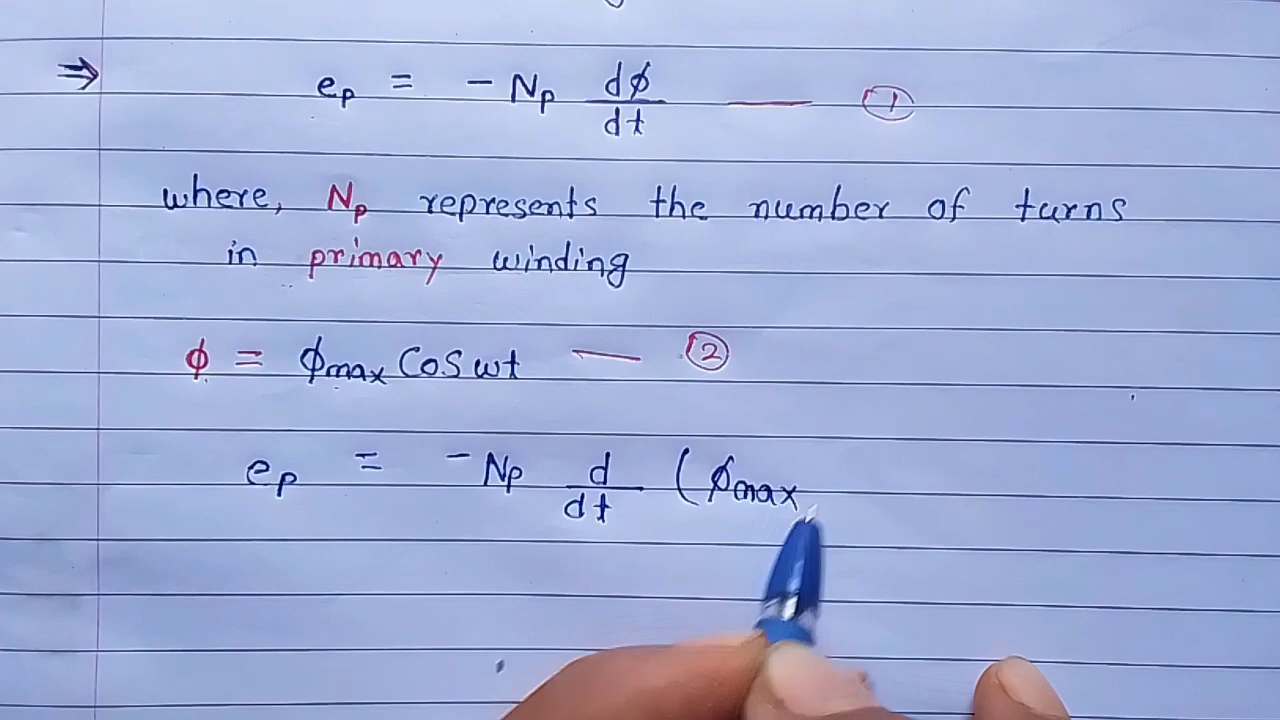 ⇒ eₚ = - Nₚ dϕ/dt — ①
where, Nₚ represents the number of turns
in primary winding
ϕ = ϕmax Cos ωt — ②
eₚ = - Nₚ d/dt (ϕmax